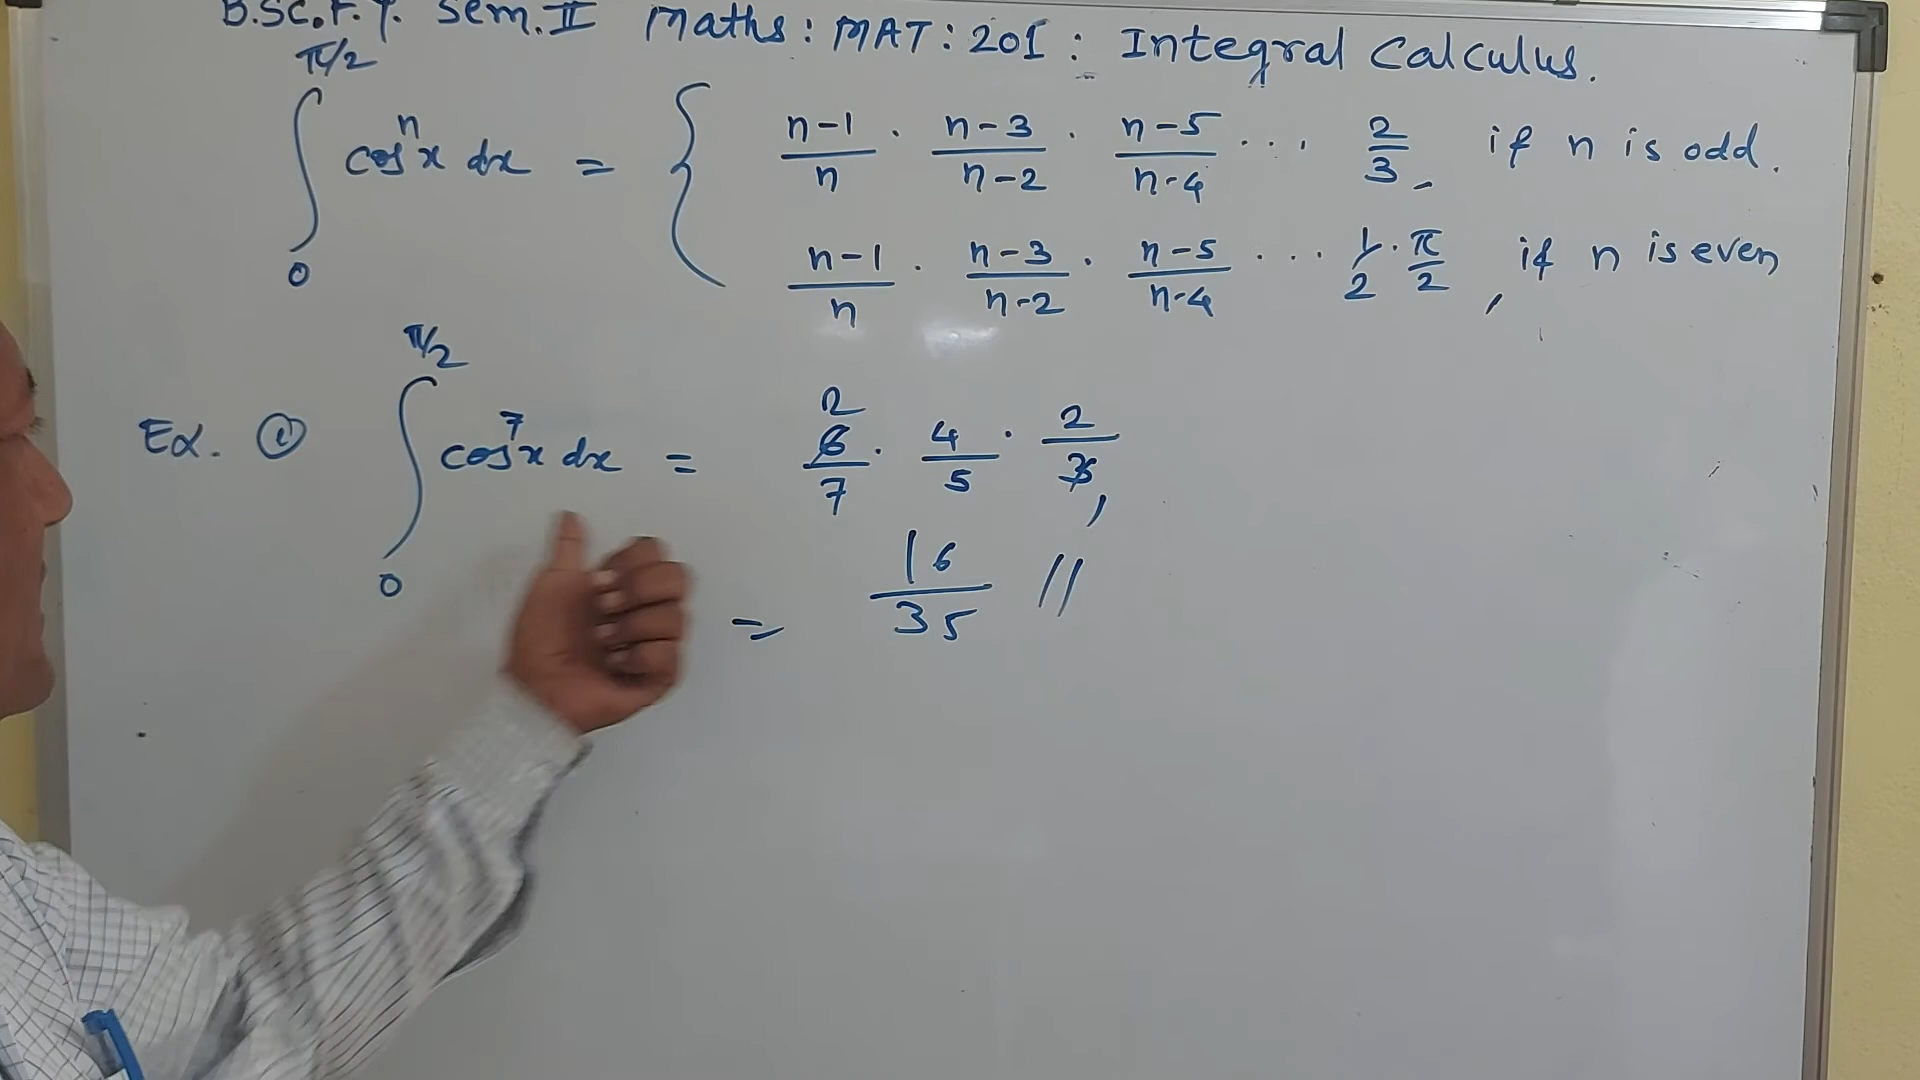 B.Sc.F.Y. Sem.II Maths : MAT : 201 : Integral Calculus.
∫₀^{π/2} cosⁿx dx = { (n-1)/n · (n-3)/(n-2) · (n-5)/(n-4) ... 2/3, if n is odd.
(n-1)/n · (n-3)/(n-2) · (n-5)/(n-4) ... 1/2 · π/2, if n is even
Ex. ① ∫₀^{π/2} cos⁷x dx = 2 6/7 · 4/5 · 2/3,
= 16/35 //